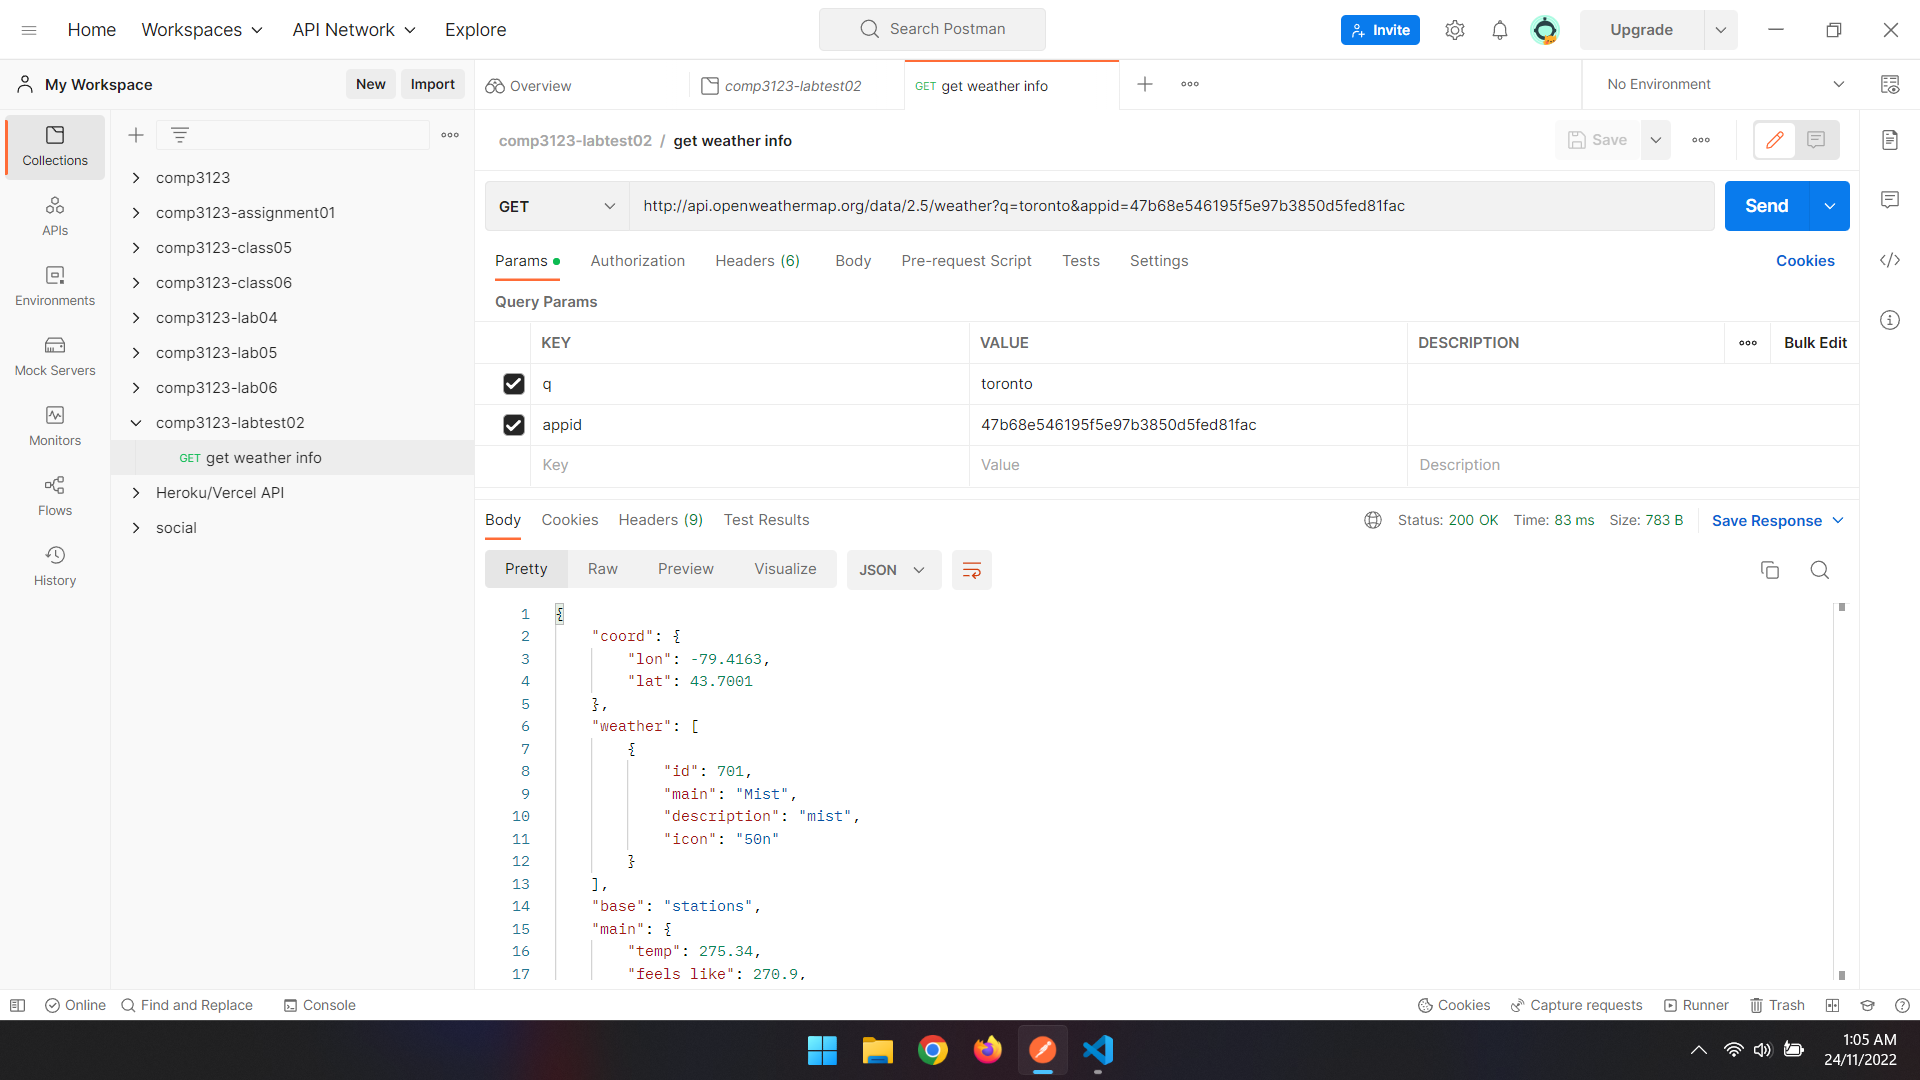 Home Workspaces API Network Explore Search Postman Invite Upgrade
My Workspace New Import Overview comp3123-labtest02 GET get weather info No Environment
Collections
APIs
Environments
Mock Servers
Monitors
Flows
History
comp3123
comp3123-assignment01
comp3123-class05
comp3123-class06
comp3123-lab04
comp3123-lab05
comp3123-lab06
comp3123-labtest02
GET get weather info
Heroku/Vercel API
social
comp3123-labtest02 / get weather info Save
GET http://api.openweathermap.org/data/2.5/weather?q=toronto&appid=47b68e546195f5e97b3850d5fed81fac Send
Params Authorization Headers (6) Body Pre-request Script Tests Settings Cookies
Query Params
KEY VALUE DESCRIPTION Bulk Edit
q toronto
appid 47b68e546195f5e97b3850d5fed81fac
Key Value Description
Body Cookies Headers (9) Test Results Status: 200 OK Time: 83 ms Size: 783 B Save Response
Pretty Raw Preview Visualize JSON
1 {
2 "coord": {
3 "lon": -79.4163,
4 "lat": 43.7001
5 },
6 "weather": [
7 {
8 "id": 701,
9 "main": "Mist",
10 "description": "mist",
11 "icon": "50n"
12 }
13 ],
14 "base": "stations",
15 "main": {
16 "temp": 275.34,
17 "feels_like": 270.9,
Online Find and Replace Console Cookies Capture requests Runner Trash
1:05 AM
24/11/2022